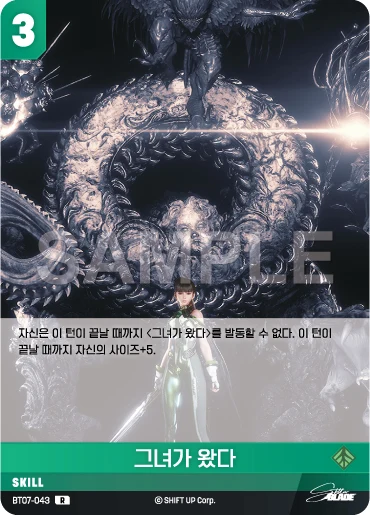 3
SAMPLE
자신은 이 턴이 끝날 때까지 <그녀가 왔다>를 발동할 수 없다. 이 턴이
끝날 때까지 자신의 사이즈+5.
그녀가 왔다
SKILL
BT07-043 R
© SHIFT UP Corp.
Stellar BLADE